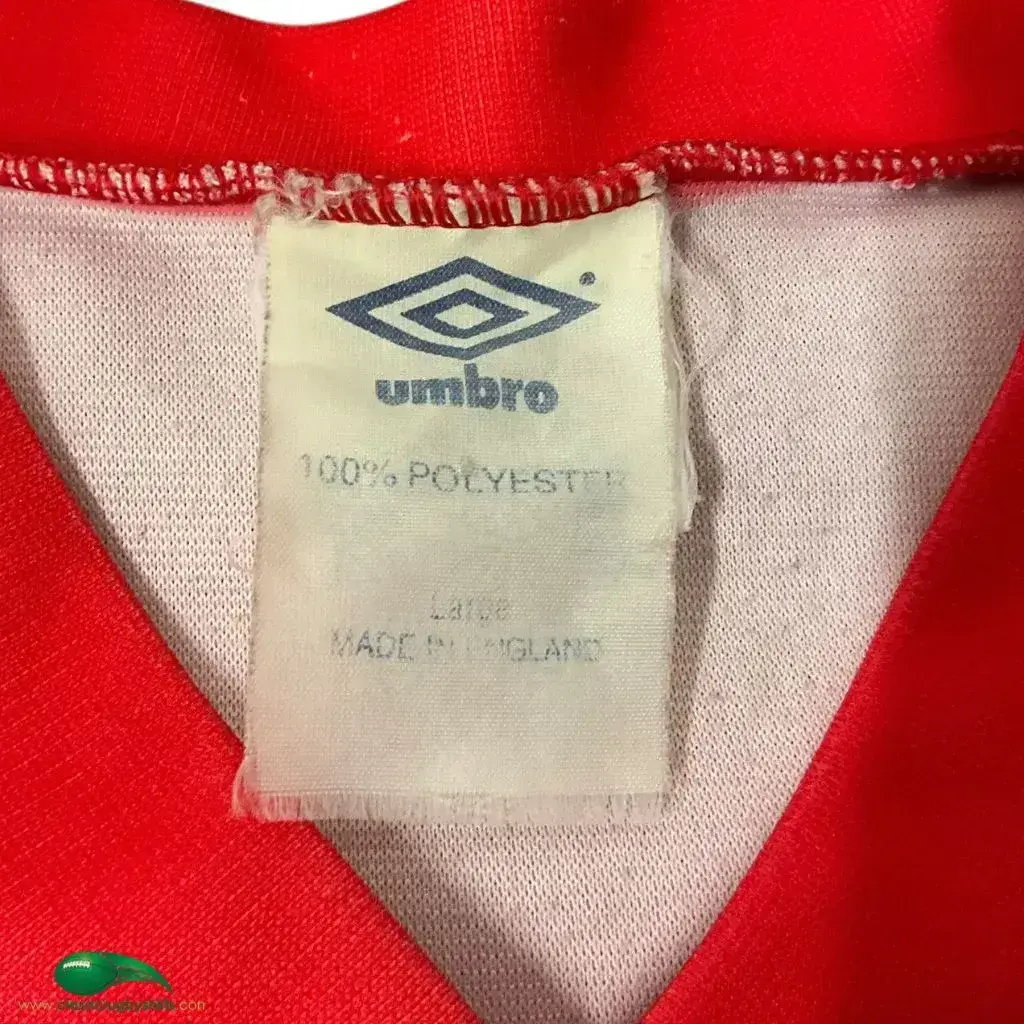 umbro
100% POLYESTER
Large
MADE IN ENGLAND